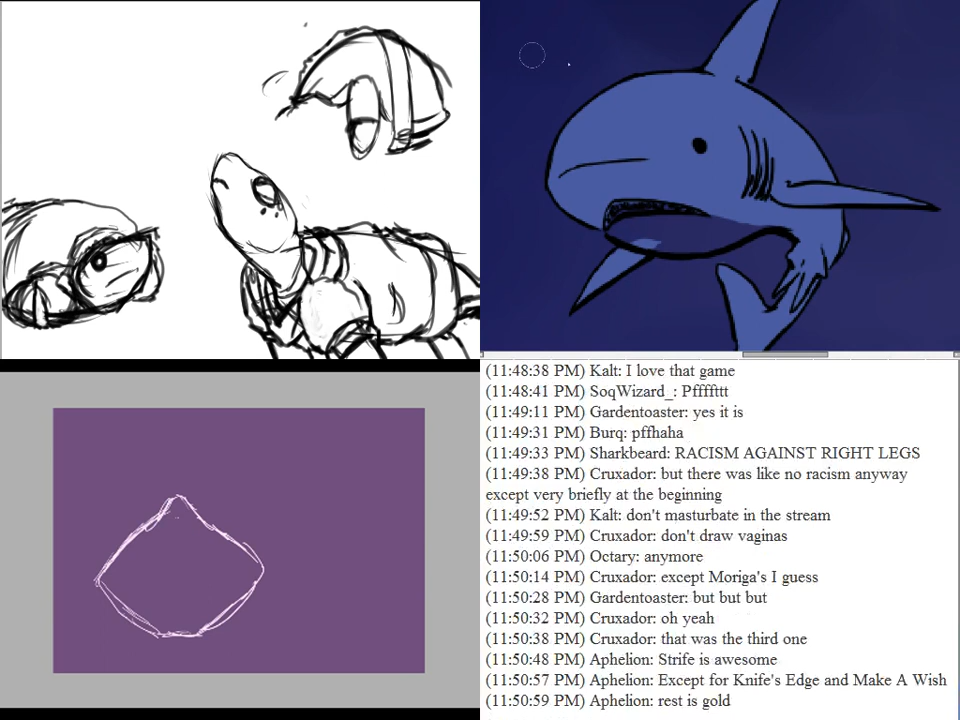 (11:48:38 PM) Kalt: I love that game
(11:48:41 PM) SoqWizard_: Pffffttt
(11:49:11 PM) Gardentoaster: yes it is
(11:49:31 PM) Burq: pffhaha
(11:49:33 PM) Sharkbeard: RACISM AGAINST RIGHT LEGS
(11:49:38 PM) Cruxador: but there was like no racism anyway
except very briefly at the beginning
(11:49:52 PM) Kalt: don't masturbate in the stream
(11:49:59 PM) Cruxador: don't draw vaginas
(11:50:06 PM) Octary: anymore
(11:50:14 PM) Cruxador: except Moriga's I guess
(11:50:28 PM) Gardentoaster: but but but
(11:50:32 PM) Cruxador: oh yeah
(11:50:38 PM) Cruxador: that was the third one
(11:50:48 PM) Aphelion: Strife is awesome
(11:50:57 PM) Aphelion: Except for Knife's Edge and Make A Wish
(11:50:59 PM) Aphelion: rest is gold